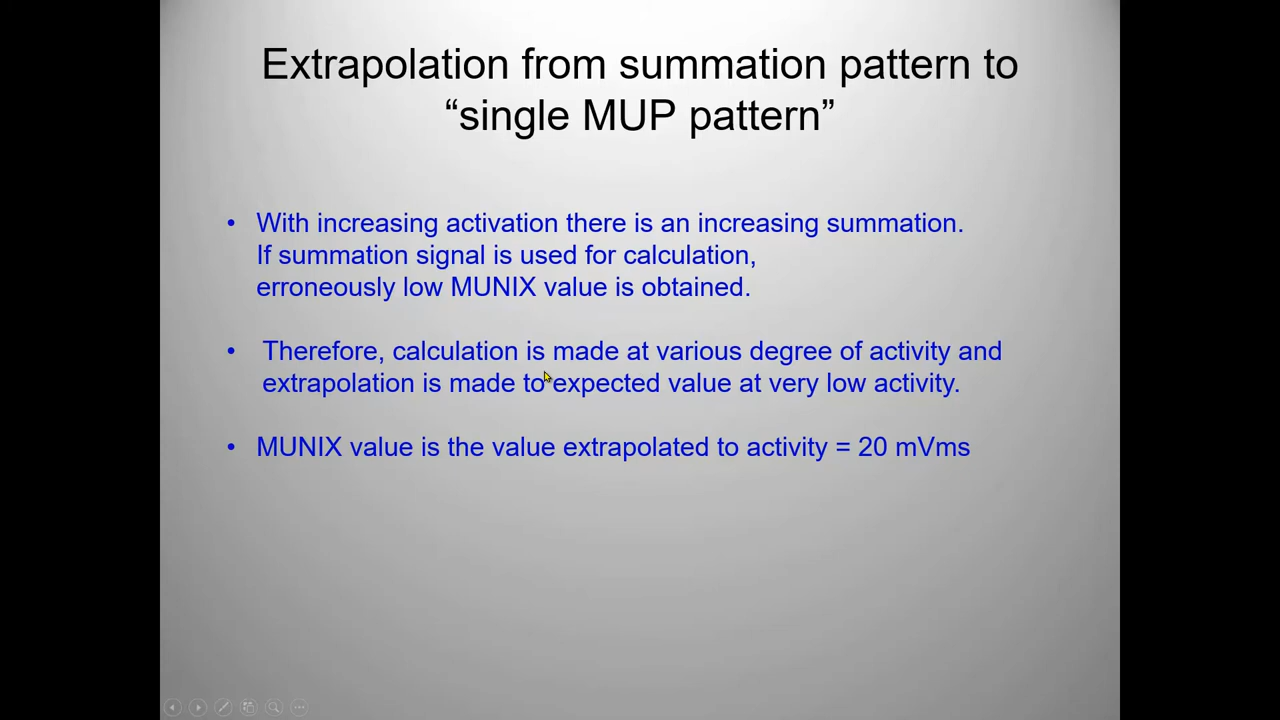 Extrapolation from summation pattern to
“single MUP pattern”
• With increasing activation there is an increasing summation.
If summation signal is used for calculation,
erroneously low MUNIX value is obtained.
• Therefore, calculation is made at various degree of activity and
extrapolation is made to expected value at very low activity.
• MUNIX value is the value extrapolated to activity = 20 mVms